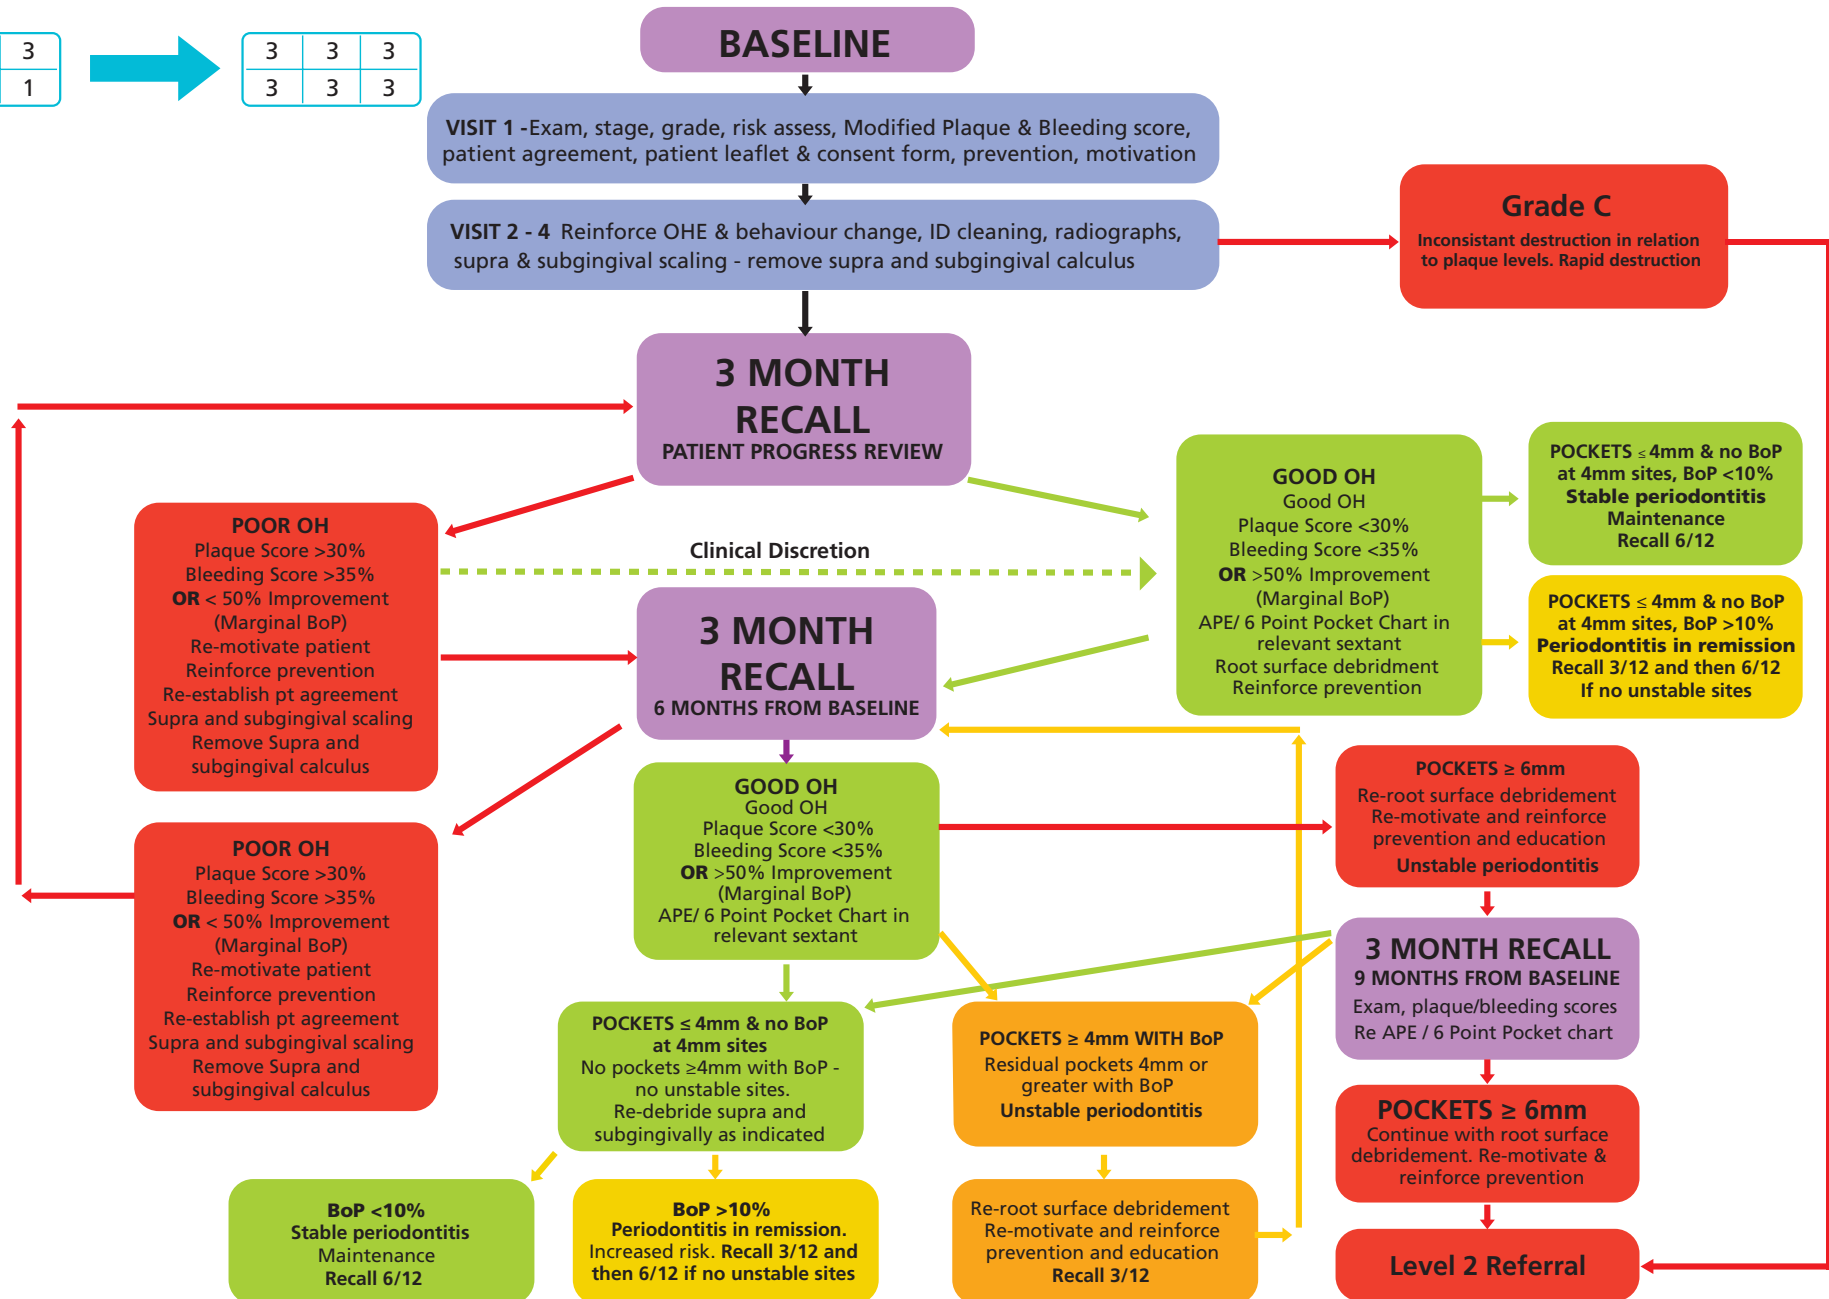 3
1
3 3 3
3 3 3
BASELINE
VISIT 1 -Exam, stage, grade, risk assess, Modified Plaque & Bleeding score,
patient agreement, patient leaflet & consent form, prevention, motivation
VISIT 2 - 4 Reinforce OHE & behaviour change, ID cleaning, radiographs,
supra & subgingival scaling - remove supra and subgingival calculus
Grade C
Inconsistant destruction in relation
to plaque levels. Rapid destruction
3 MONTH
RECALL
PATIENT PROGRESS REVIEW
POOR OH
Plaque Score >30%
Bleeding Score >35%
OR < 50% Improvement
(Marginal BoP)
Re-motivate patient
Reinforce prevention
Re-establish pt agreement
Supra and subgingival scaling
Remove Supra and
subgingival calculus
Clinical Discretion
GOOD OH
Good OH
Plaque Score <30%
Bleeding Score <35%
OR >50% Improvement
(Marginal BoP)
APE/ 6 Point Pocket Chart in
relevant sextant
Root surface debridment
Reinforce prevention
POCKETS ≤ 4mm & no BoP
at 4mm sites, BoP <10%
Stable periodontitis
Maintenance
Recall 6/12
POCKETS ≤ 4mm & no BoP
at 4mm sites, BoP >10%
Periodontitis in remission
Recall 3/12 and then 6/12
If no unstable sites
3 MONTH
RECALL
6 MONTHS FROM BASELINE
POOR OH
Plaque Score >30%
Bleeding Score >35%
OR < 50% Improvement
(Marginal BoP)
Re-motivate patient
Reinforce prevention
Re-establish pt agreement
Supra and subgingival scaling
Remove Supra and
subgingival calculus
GOOD OH
Good OH
Plaque Score <30%
Bleeding Score <35%
OR >50% Improvement
(Marginal BoP)
APE/ 6 Point Pocket Chart in
relevant sextant
POCKETS ≥ 6mm
Re-root surface debridement
Re-motivate and reinforce
prevention and education
Unstable periodontitis
3 MONTH RECALL
9 MONTHS FROM BASELINE
Exam, plaque/bleeding scores
Re APE / 6 Point Pocket chart
POCKETS ≤ 4mm & no BoP
at 4mm sites
No pockets ≥4mm with BoP -
no unstable sites.
Re-debride supra and
subgingivally as indicated
POCKETS ≥ 4mm WITH BoP
Residual pockets 4mm or
greater with BoP
Unstable periodontitis
POCKETS ≥ 6mm
Continue with root surface
debridement. Re-motivate &
reinforce prevention
BoP <10%
Stable periodontitis
Maintenance
Recall 6/12
BoP >10%
Periodontitis in remission.
Increased risk. Recall 3/12 and
then 6/12 if no unstable sites
Re-root surface debridement
Re-motivate and reinforce
prevention and education
Recall 3/12
Level 2 Referral